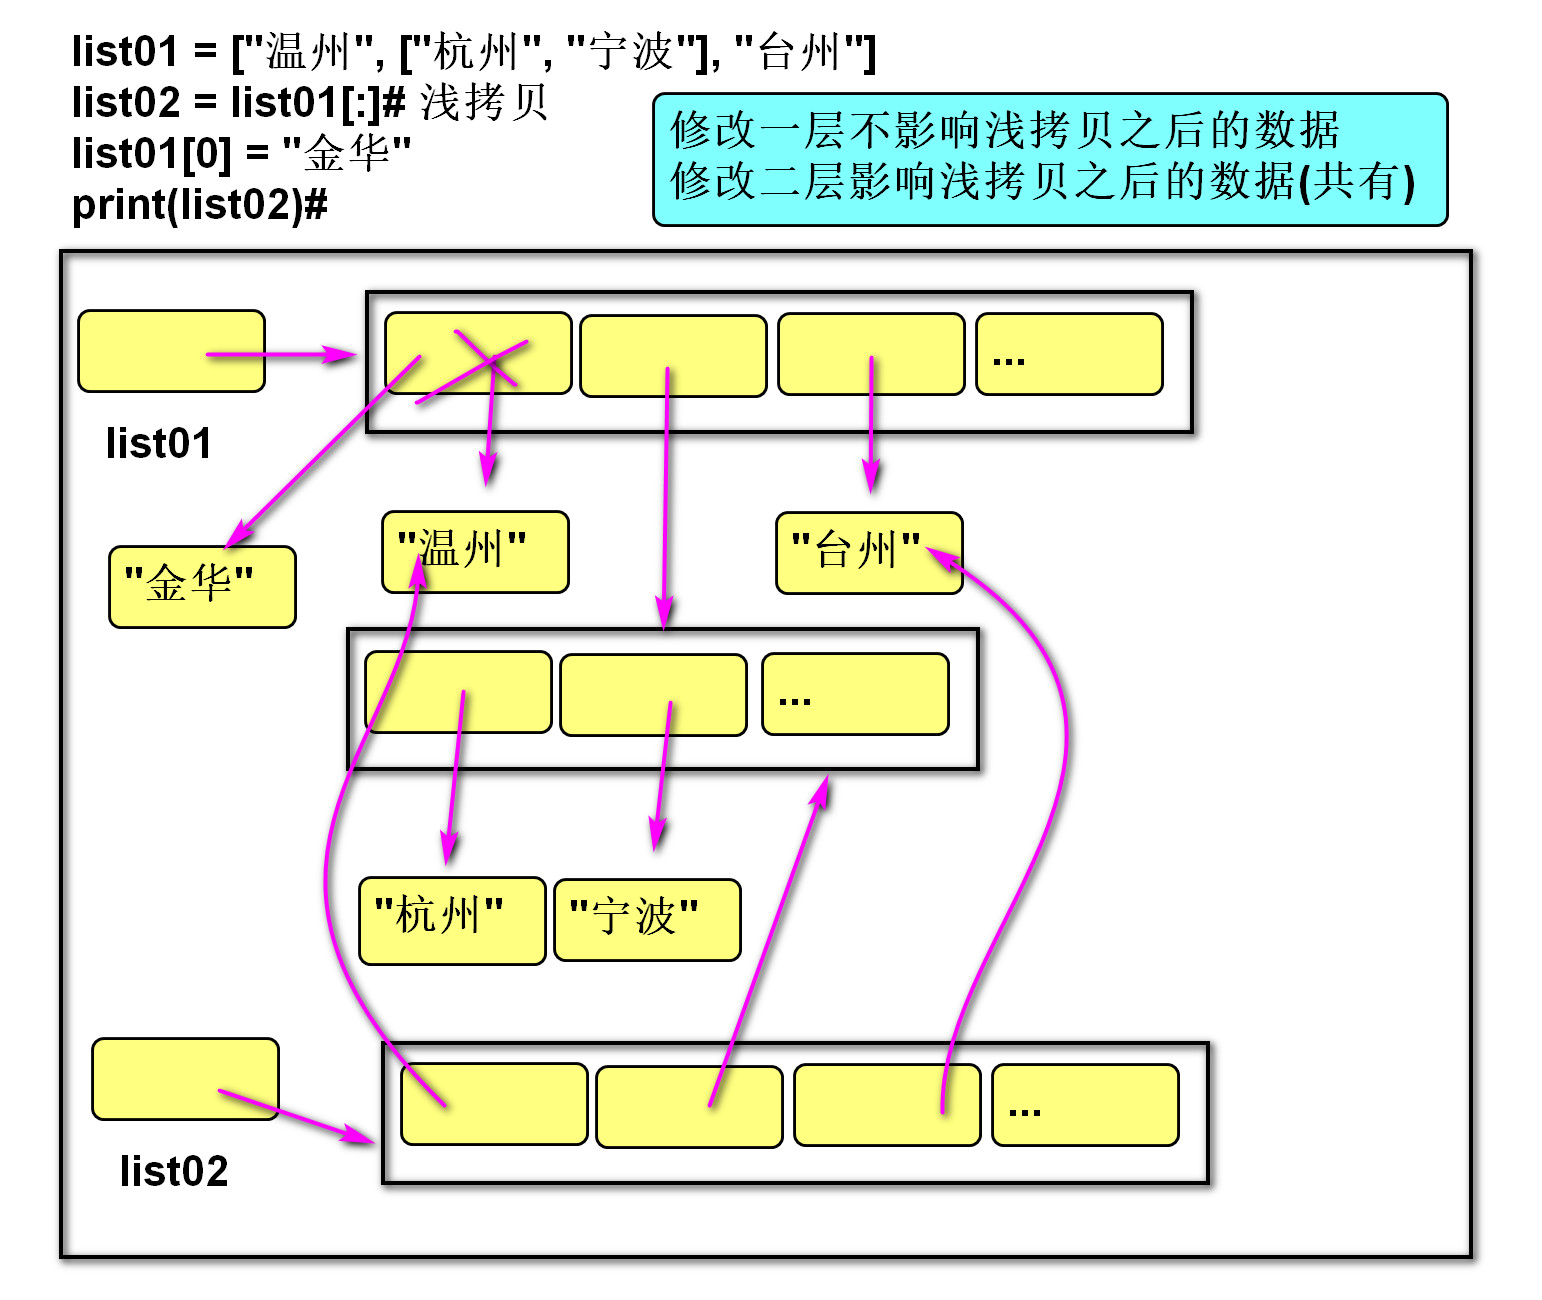 list01 = ["温州", ["杭州", "宁波"], "台州"]
list02 = list01[:]# 浅拷贝
list01[0] = "金华"
print(list02)#
修改一层不影响浅拷贝之后的数据
修改二层影响浅拷贝之后的数据(共有)
...
list01
"金华"
"温州"
"台州"
...
"杭州"
"宁波"
...
list02